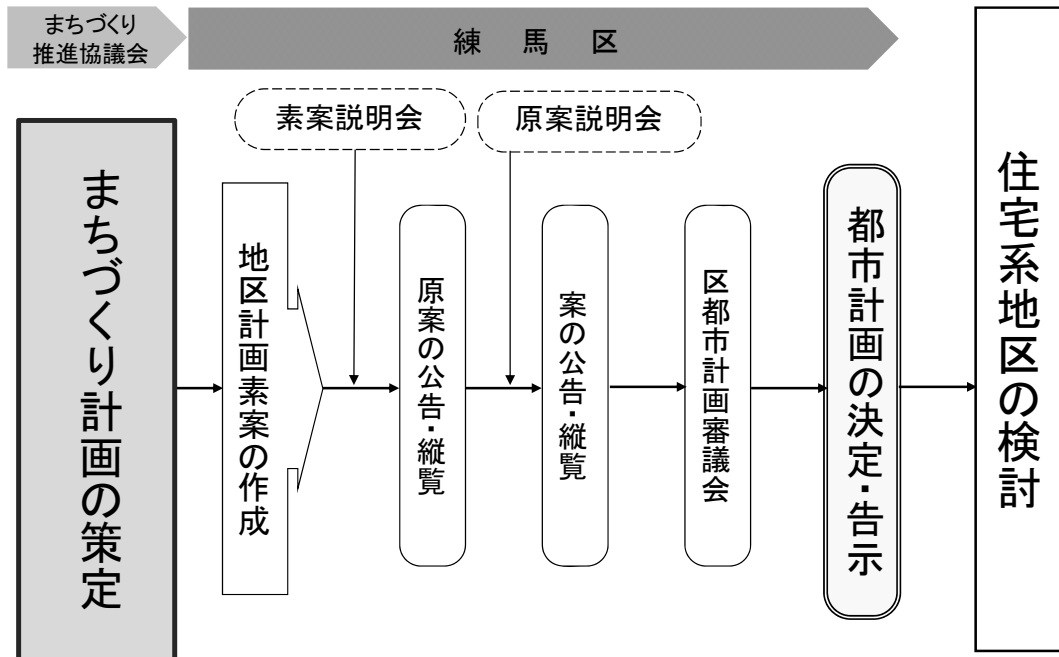 まちづくり
推進協議会
練馬区
素案説明会
原案説明会
まちづくり計画の策定
地区計画素案の作成
原案の公告・縦覧
案の公告・縦覧
区都市計画審議会
都市計画の決定・告示
住宅系地区の検討